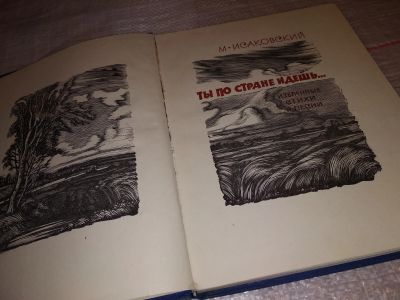 М·ИСАКОВСКИЙ
ТЫ ПО СТРАНЕ ИДЕШЬ...
ИЗБРАННЫЕ
СТИХИ
И ПЕСНИ